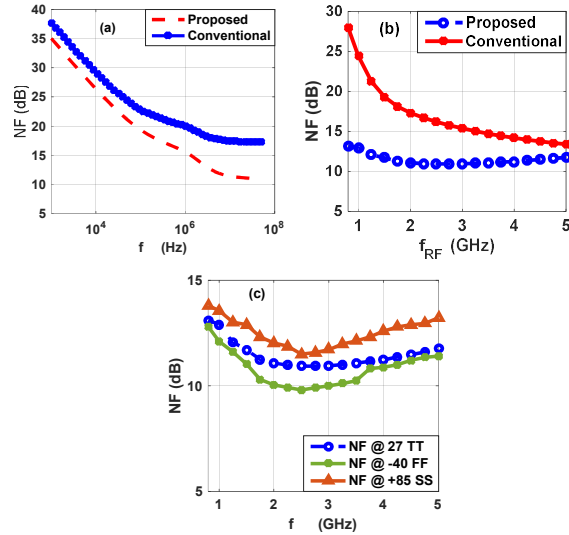 (a)
Proposed
Conventional
NF (dB)
40
35
30
25
20
15
10
5
10^4
10^6
10^8
f (Hz)
(b)
Proposed
Conventional
NF (dB)
30
25
20
15
10
5
1
2
3
4
5
f_RF (GHz)
(c)
NF (dB)
15
10
5
NF @ 27 TT
NF @ -40 FF
NF @ +85 SS
1
2
3
4
5
f (GHz)